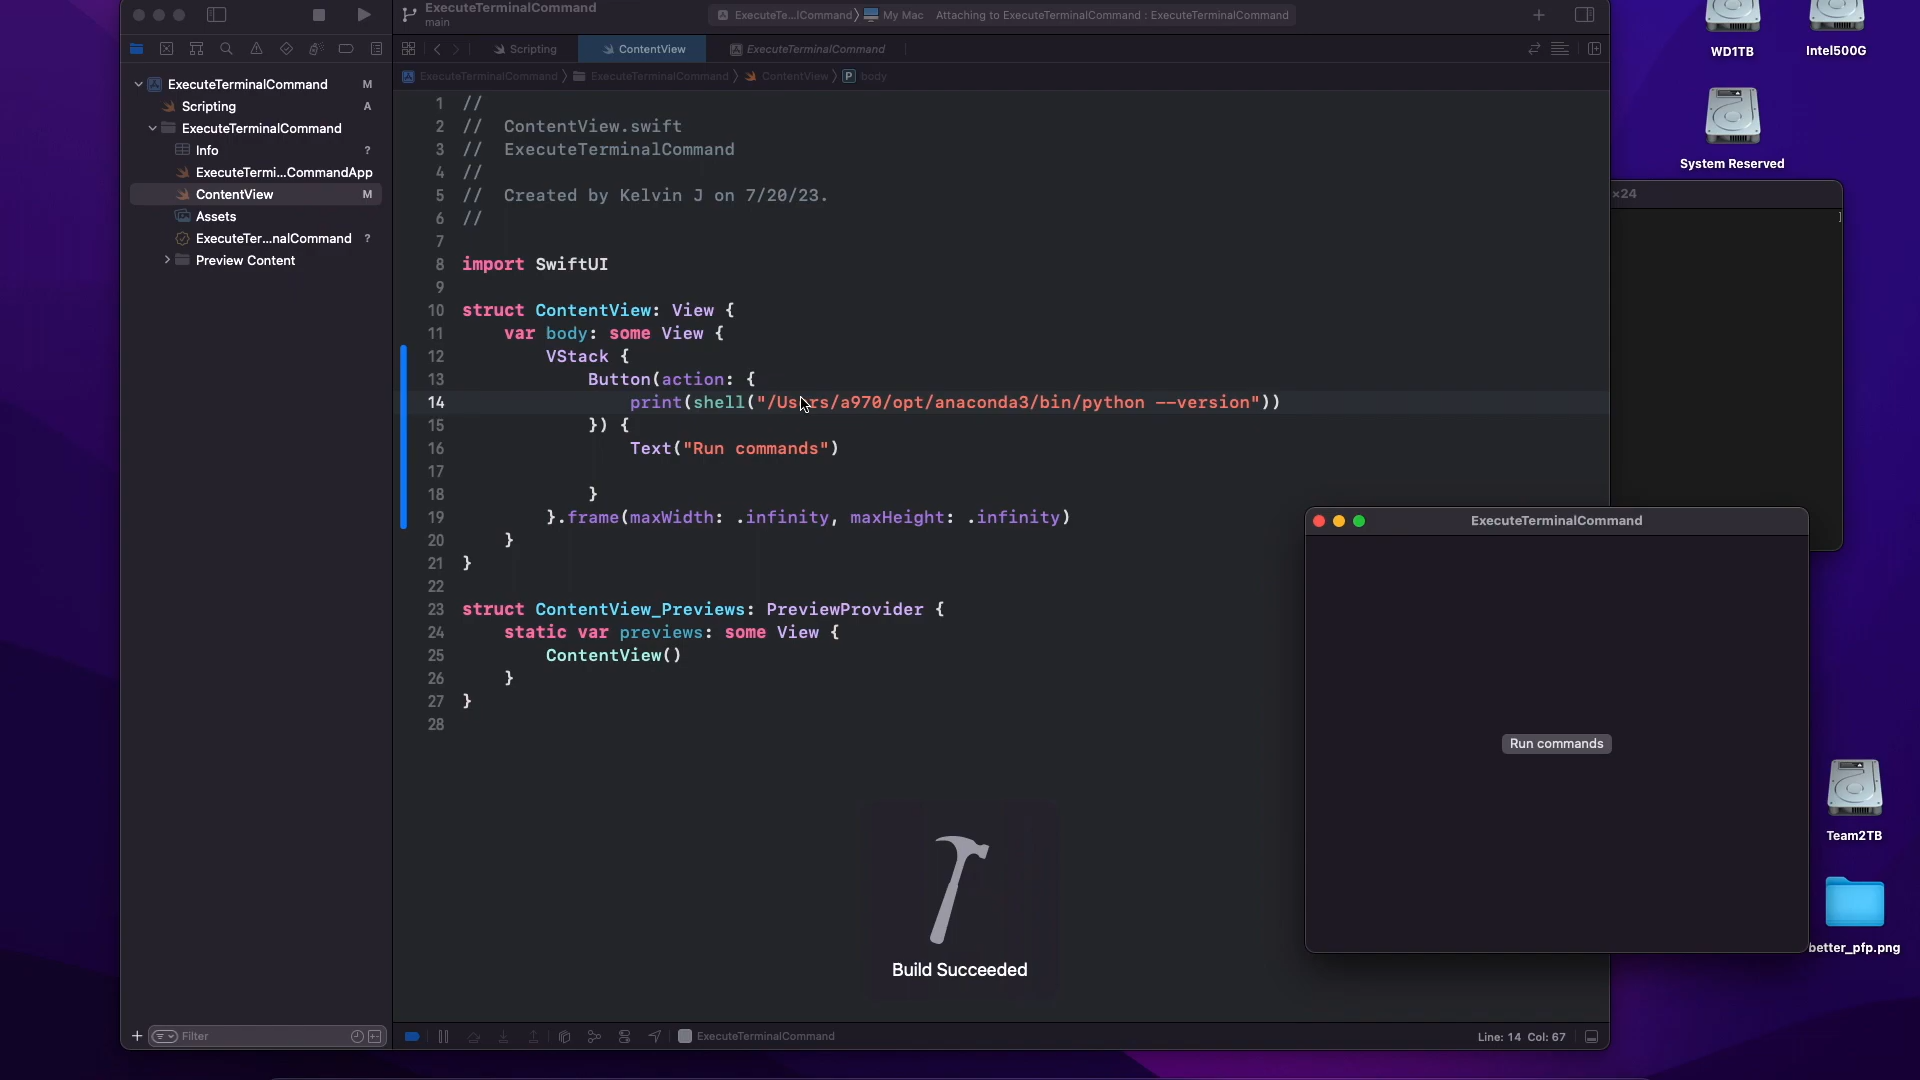 ExecuteTerminalCommand
main
ExecuteTe...lCommand
My Mac
Attaching to ExecuteTerminalCommand : ExecuteTerminalCommand
Scripting
ContentView
ExecuteTerminalCommand
ExecuteTerminalCommand
ExecuteTerminalCommand
ContentView
P
body
ExecuteTerminalCommand M
Scripting A
ExecuteTerminalCommand
Info ?
ExecuteTermi...CommandApp
ContentView M
Assets
ExecuteTer...nalCommand ?
Preview Content
1 //
2 //  ContentView.swift
3 //  ExecuteTerminalCommand
4 //
5 //  Created by Kelvin J on 7/20/23.
6 //
7
8 import SwiftUI
9
10 struct ContentView: View {
11     var body: some View {
12         VStack {
13             Button(action: {
14                 print(shell("/Users/a970/opt/anaconda3/bin/python --version"))
15             }) {
16                 Text("Run commands")
17
18             }
19         }.frame(maxWidth: .infinity, maxHeight: .infinity)
20     }
21 }
22
23 struct ContentView_Previews: PreviewProvider {
24     static var previews: some View {
25         ContentView()
26     }
27 }
28
Build Succeeded
Filter
ExecuteTerminalCommand
Line: 14 Col: 67
×24
]
ExecuteTerminalCommand
Run commands
WD1TB
Intel500G
System Reserved
Team2TB
better_pfp.png